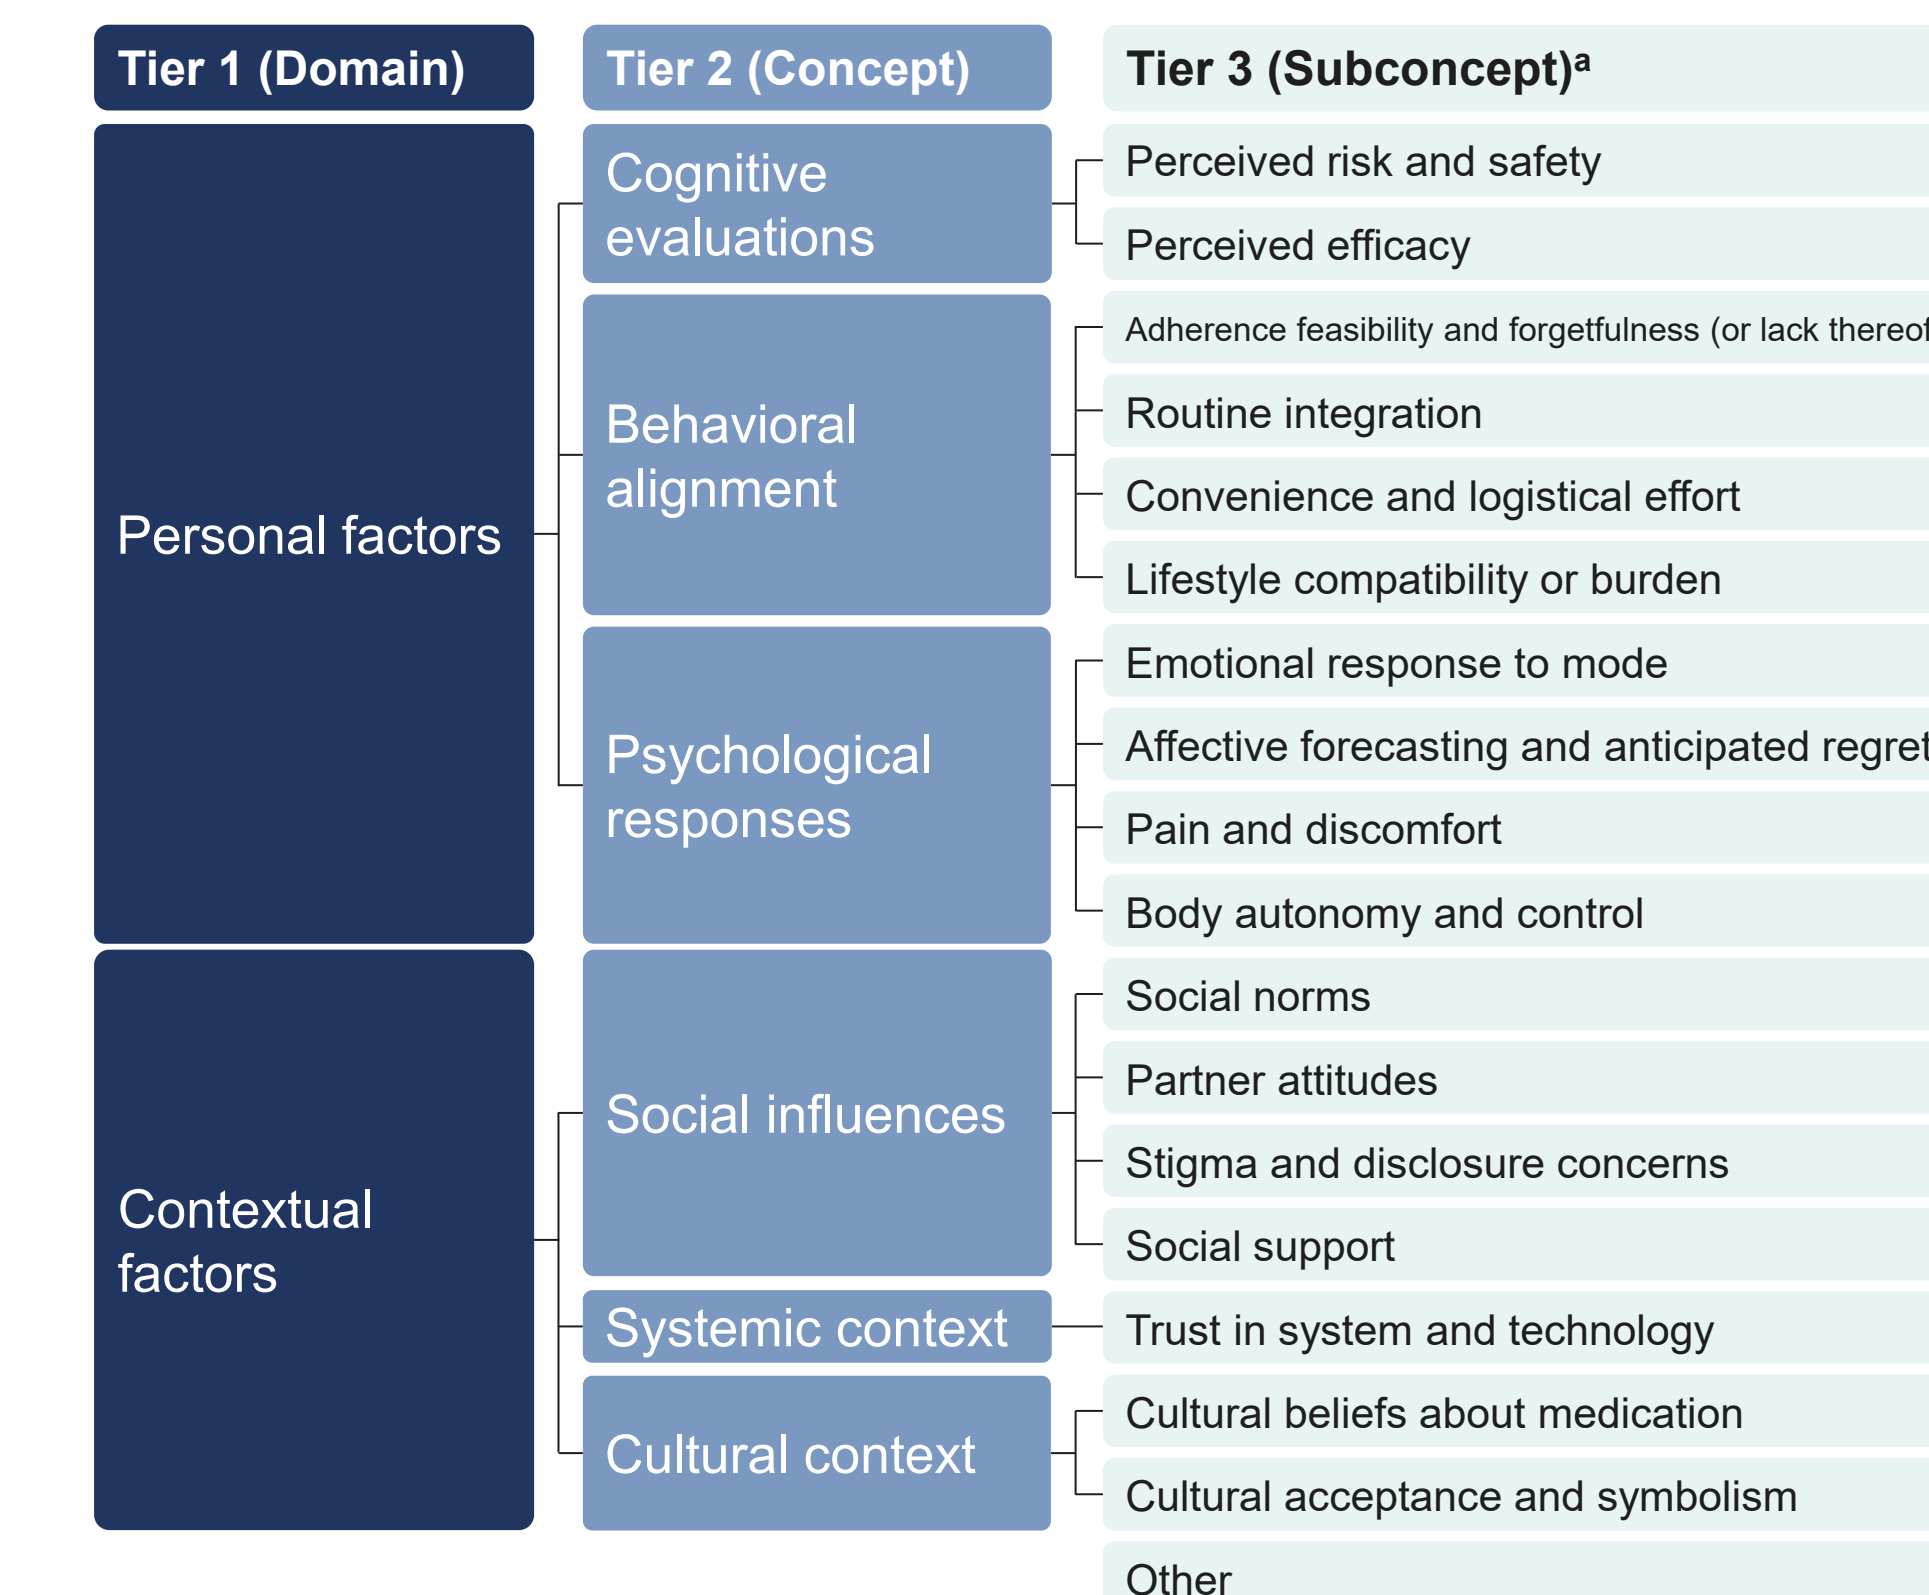 Tier 1 (Domain)
Tier 2 (Concept)
Tier 3 (Subconcept)a
Personal factors
Cognitive
evaluations
Perceived risk and safety
Perceived efficacy
Behavioral
alignment
Adherence feasibility and forgetfulness (or lack thereof
Routine integration
Convenience and logistical effort
Lifestyle compatibility or burden
Psychological
responses
Emotional response to mode
Affective forecasting and anticipated regret
Pain and discomfort
Body autonomy and control
Contextual
factors
Social influences
Social norms
Partner attitudes
Stigma and disclosure concerns
Social support
Systemic context
Trust in system and technology
Cultural context
Cultural beliefs about medication
Cultural acceptance and symbolism
Other